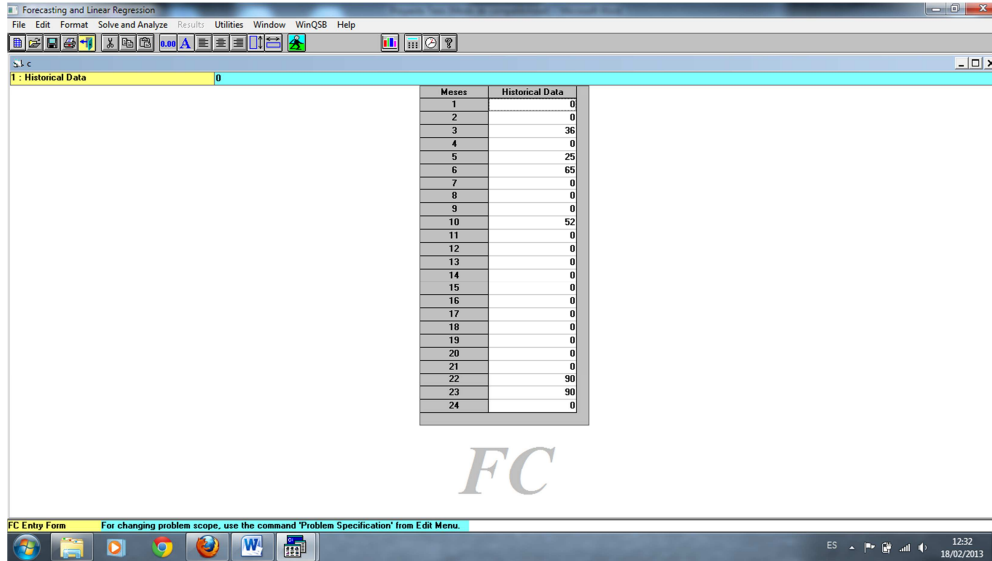 Forecasting and Linear Regression
File Edit Format Solve and Analyze Results Utilities Window WinQSB Help
0.00 A
c
1 : Historical Data 0
Meses Historical Data
1 0
2 0
3 36
4 0
5 25
6 65
7 0
8 0
9 0
10 52
11 0
12 0
13 0
14 0
15 0
16 0
17 0
18 0
19 0
20 0
21 0
22 90
23 90
24 0
FC
FC Entry Form For changing problem scope, use the command 'Problem Specification' from Edit Menu.
ES 12:32
18/02/2013